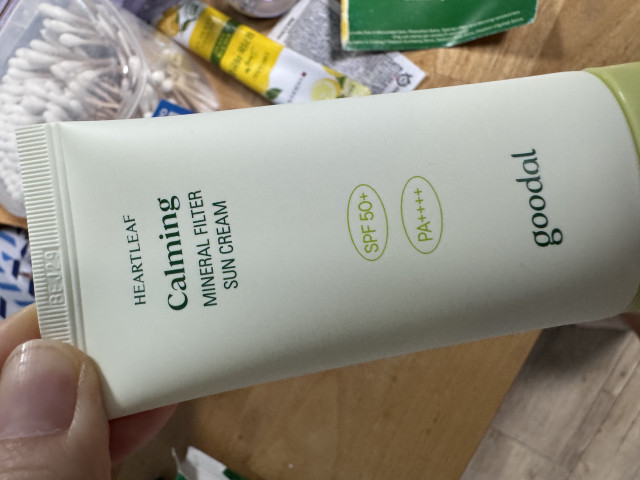 HEARTLEAF
Calming
MINERAL FILTER
SUN CREAM
SPF 50+
PA++++
goodal